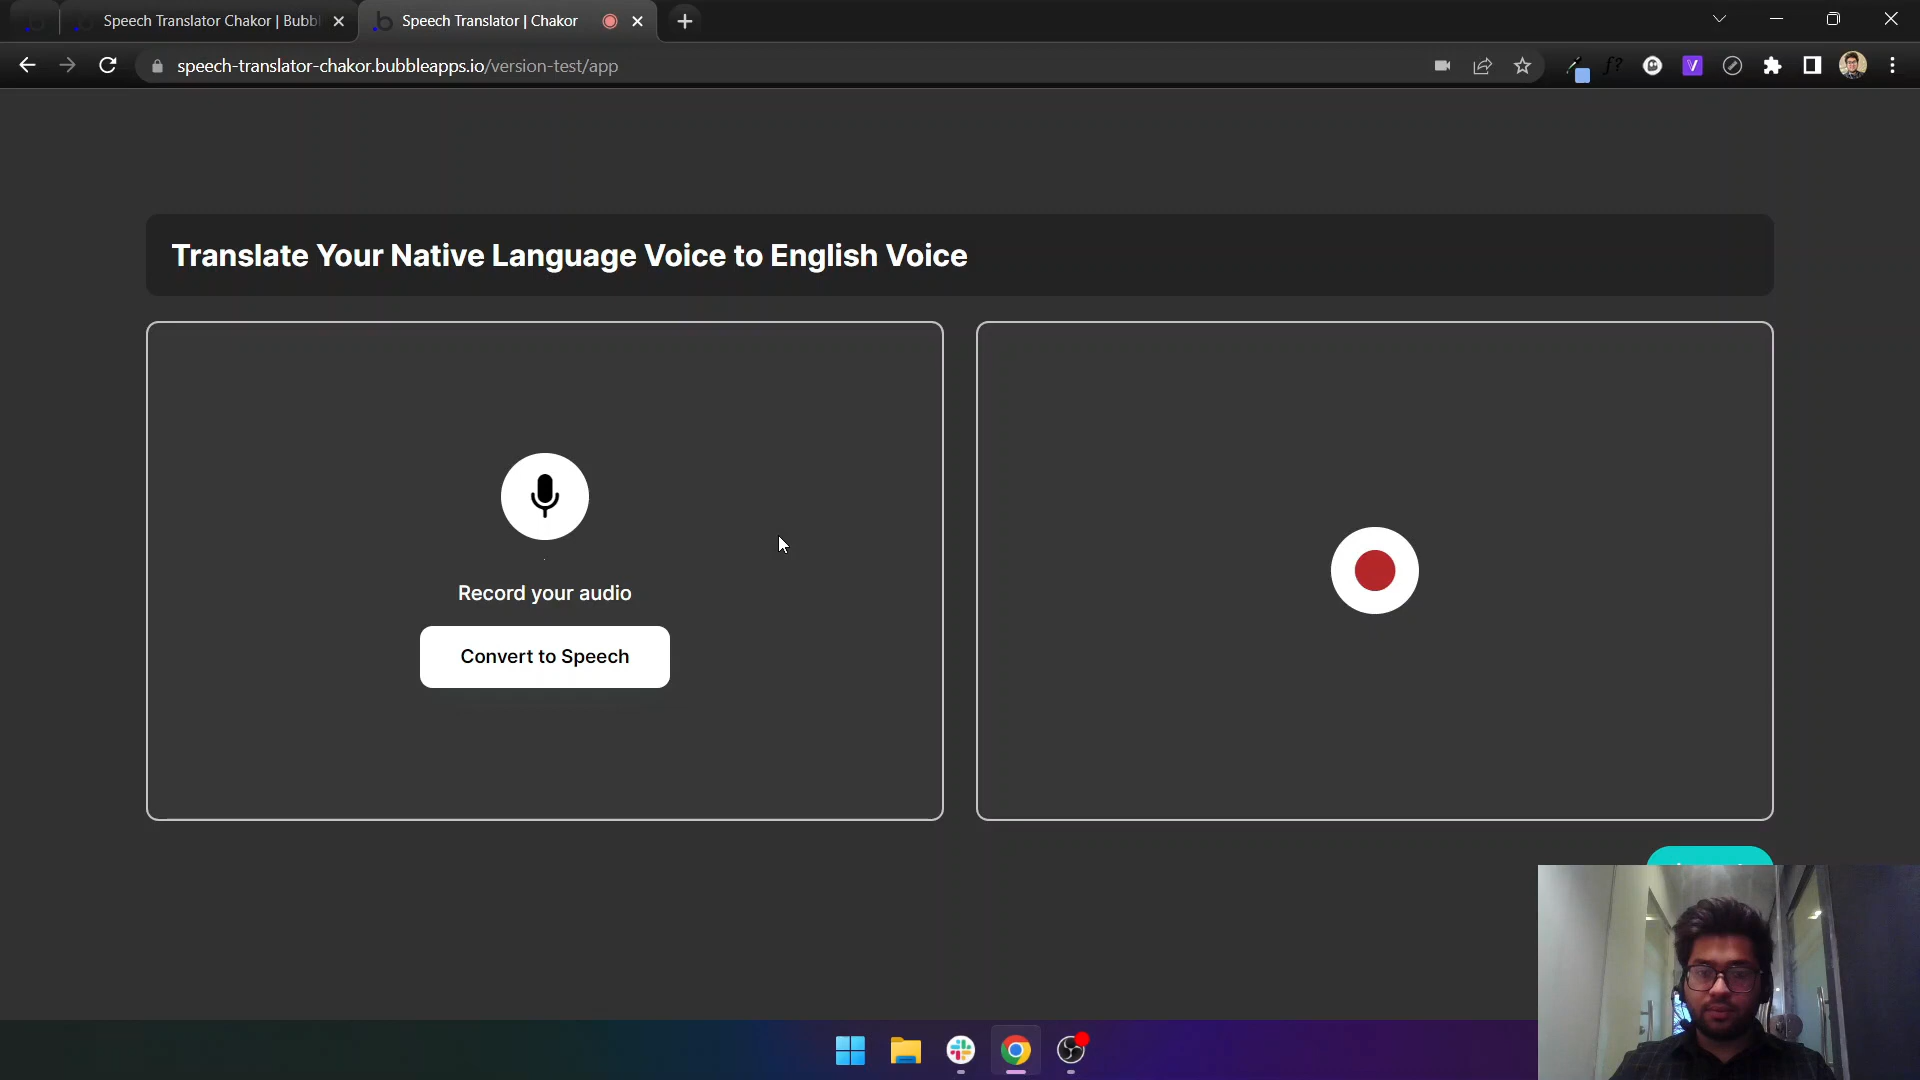 Speech Translator Chakor | Bubbl
Speech Translator | Chakor
speech-translator-chakor.bubbleapps.io/version-test/app
Translate Your Native Language Voice to English Voice
Record your audio
Convert to Speech